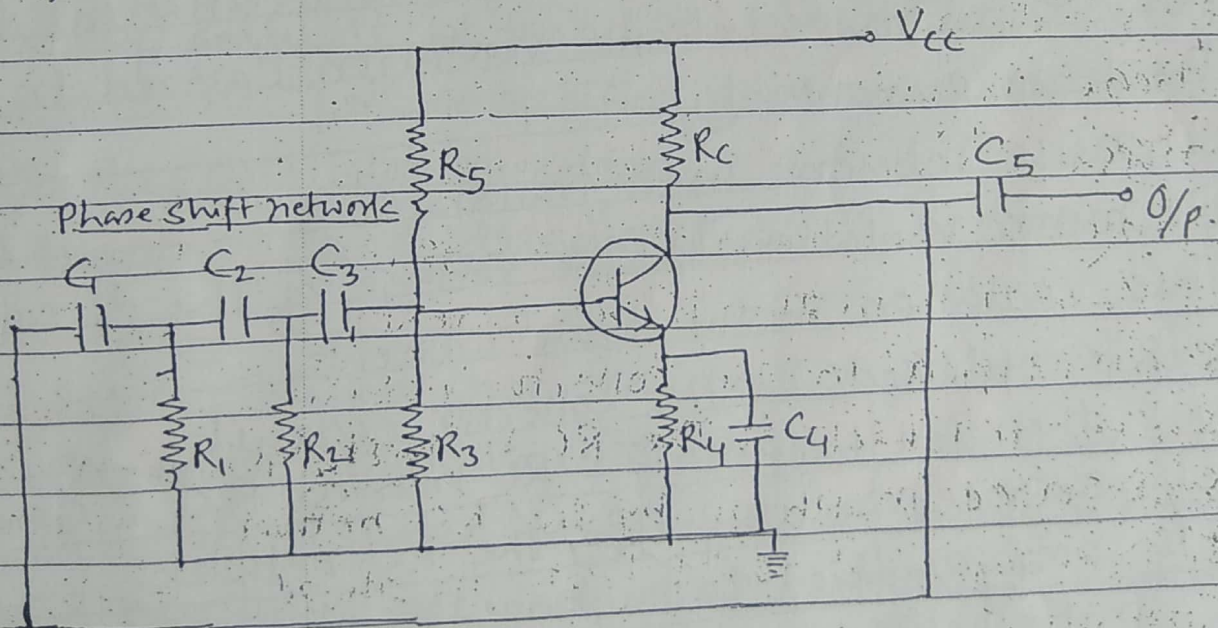 Vcc
R5
Rc
C5
O/p.
Phase shift network
C1
C2
C3
R1
R2
R3
R4
C4